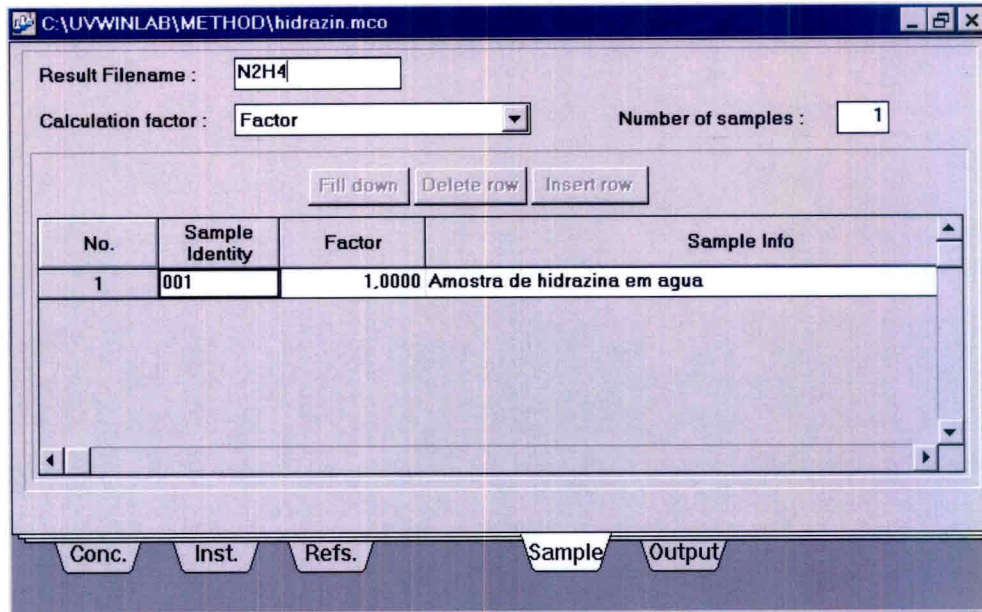 C:\UVWINLAB\METHOD\hidrazin.mco
Result Filename : N2H4
Calculation factor : Factor Number of samples : 1
Fill down Delete row Insert row
No. Sample Identity Factor Sample Info
1 001 1,0000 Amostra de hidrazina em agua
Conc. Inst. Refs. Sample Output